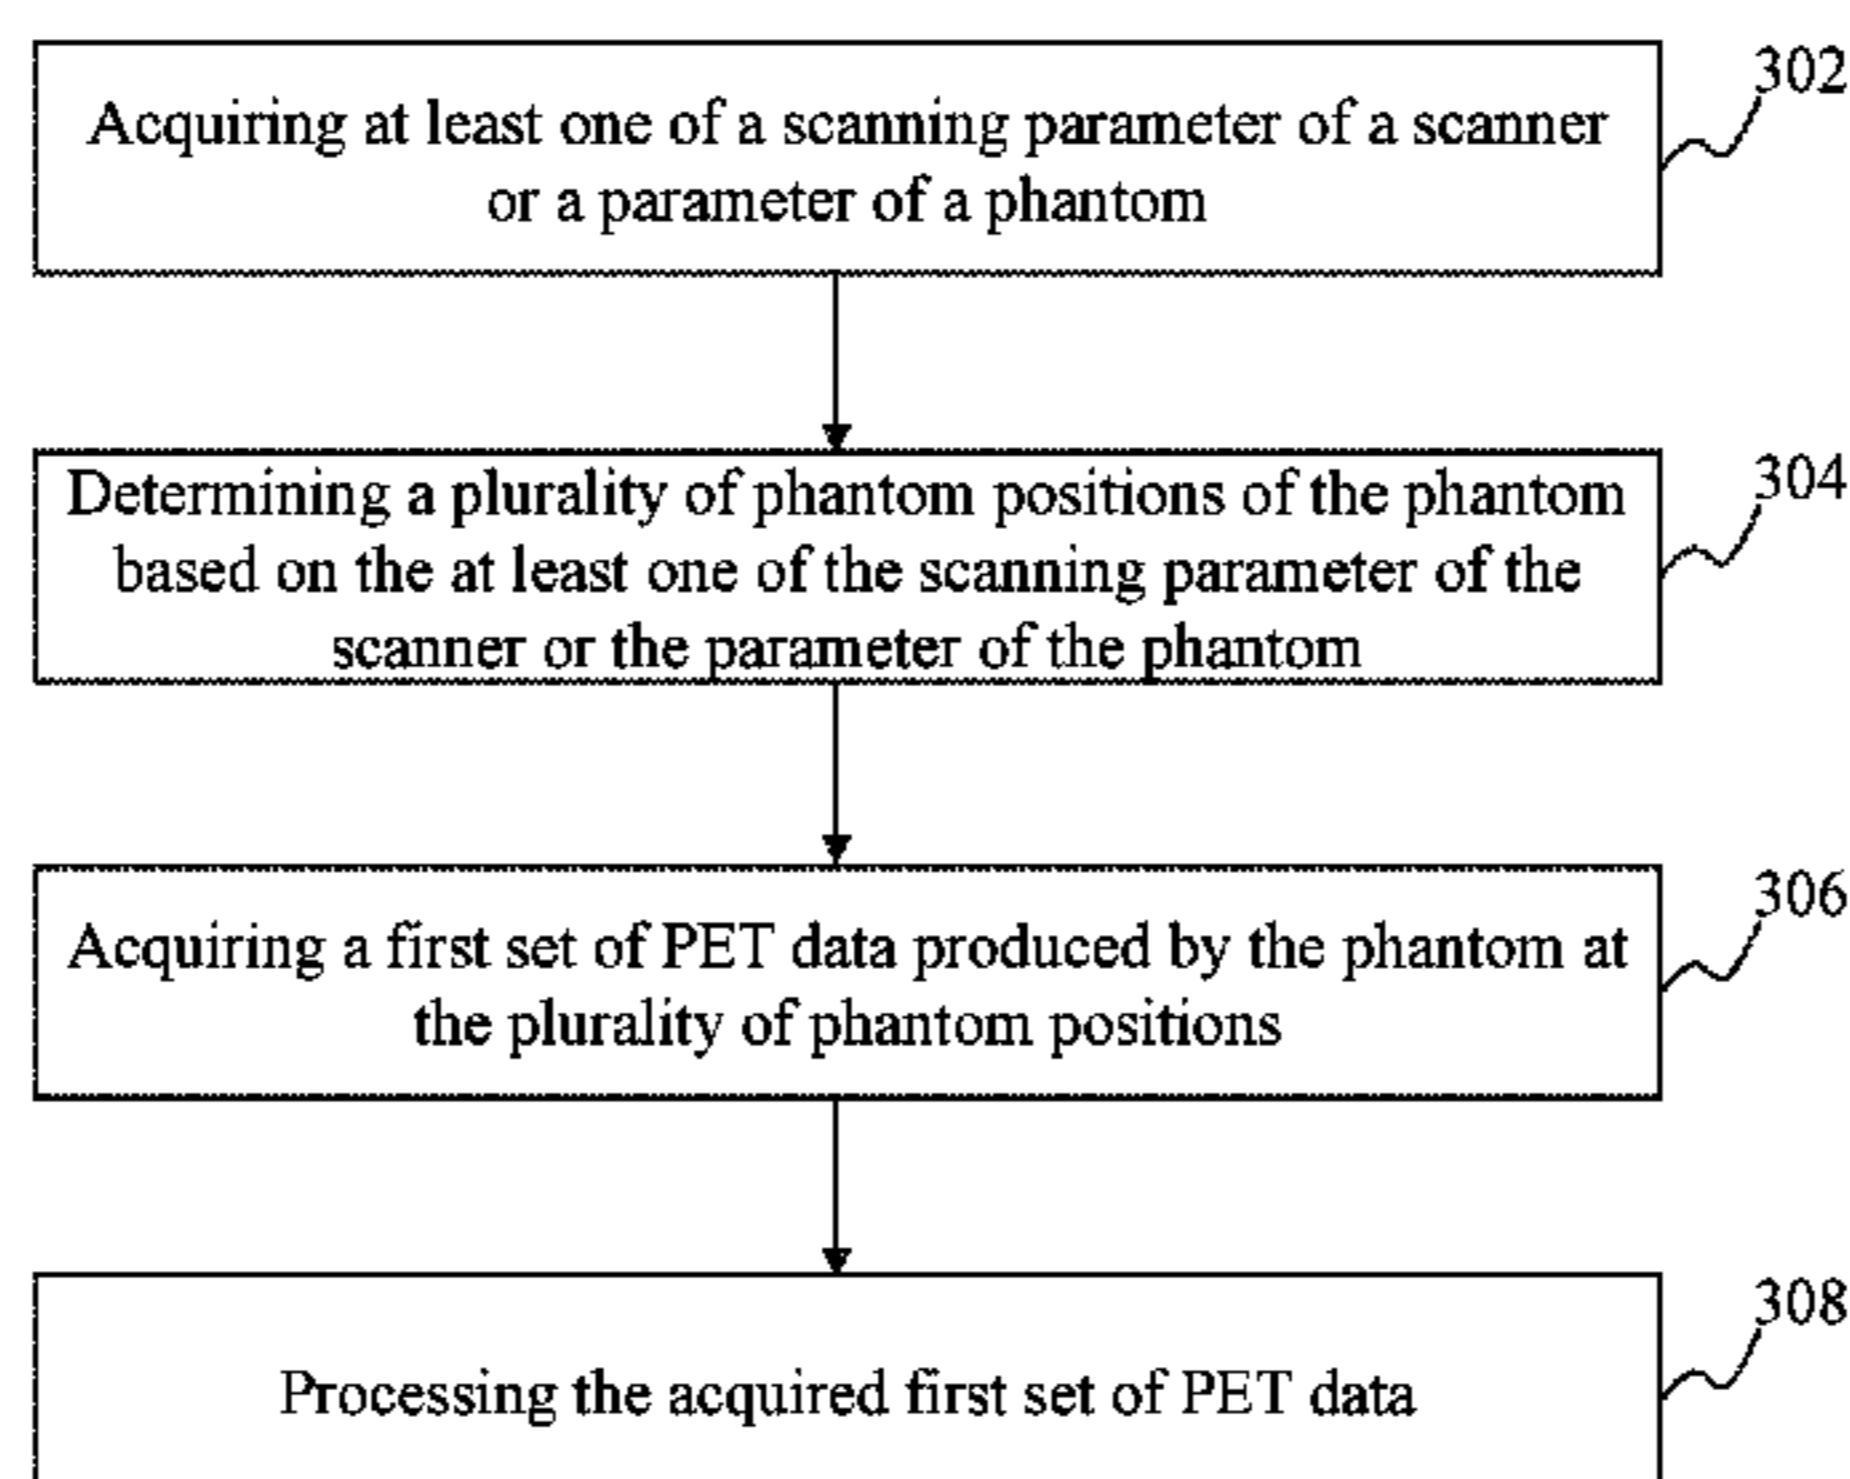 302
Acquiring at least one of a scanning parameter of a scanner
or a parameter of a phantom
304
Determining a plurality of phantom positions of the phantom
based on the at least one of the scanning parameter of the
scanner or the parameter of the phantom
306
Acquiring a first set of PET data produced by the phantom at
the plurality of phantom positions
308
Processing the acquired first set of PET data